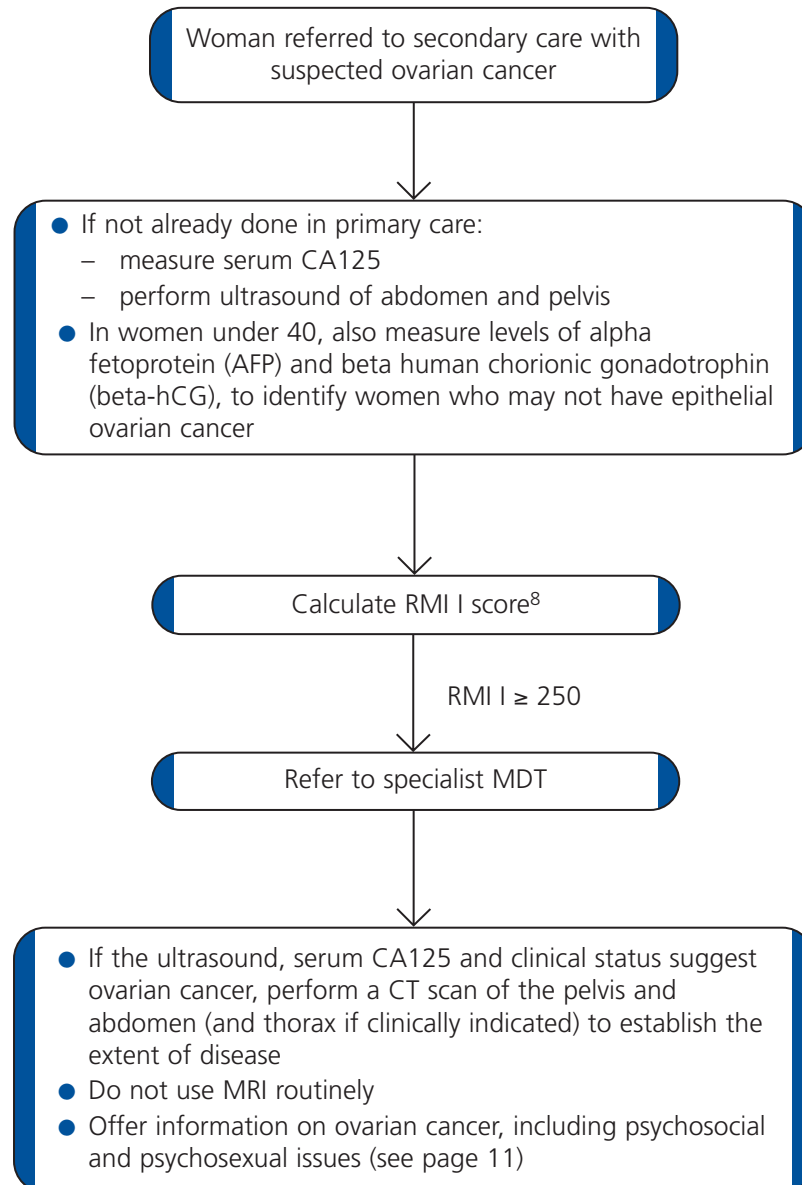 Woman referred to secondary care with
suspected ovarian cancer
● If not already done in primary care:
– measure serum CA125
– perform ultrasound of abdomen and pelvis
● In women under 40, also measure levels of alpha
fetoprotein (AFP) and beta human chorionic gonadotrophin
(beta-hCG), to identify women who may not have epithelial
ovarian cancer
Calculate RMI I score⁸
RMI I ≥ 250
Refer to specialist MDT
● If the ultrasound, serum CA125 and clinical status suggest
ovarian cancer, perform a CT scan of the pelvis and
abdomen (and thorax if clinically indicated) to establish the
extent of disease
● Do not use MRI routinely
● Offer information on ovarian cancer, including psychosocial
and psychosexual issues (see page 11)